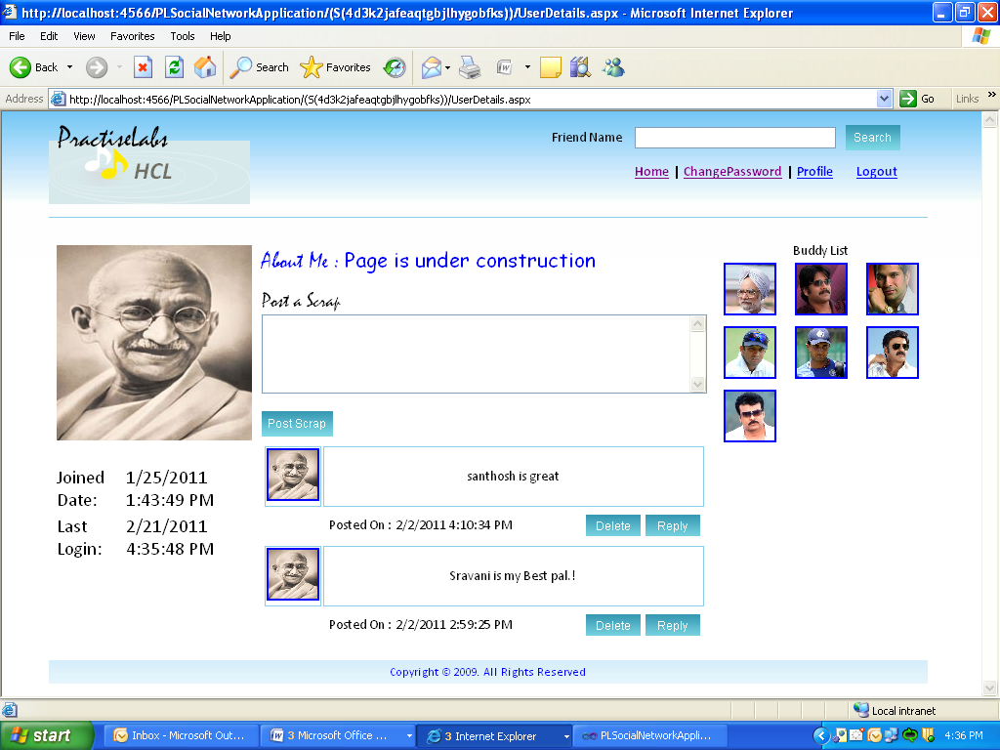 http://localhost:4566/PLSocialNetworkApplication/(S(4d3k2jafeaqtgbjlhygobfks))/UserDetails.aspx - Microsoft Internet Explorer
File Edit View Favorites Tools Help
Back Search Favorites
Address http://localhost:4566/PLSocialNetworkApplication/(S(4d3k2jafeaqtgbjlhygobfks))/UserDetails.aspx Go Links »
PractiseLabs
HCL
Friend Name Search
Home | ChangePassword | Profile Logout
About Me : Page is under construction
Buddy List
Post a Scrap
Post Scrap
Joined Date: 1/25/2011 1:43:49 PM
Last Login: 2/21/2011 4:35:48 PM
santhosh is great
Posted On : 2/2/2011 4:10:34 PM Delete Reply
Sravani is my Best pal.!
Posted On : 2/2/2011 2:59:25 PM Delete Reply
Copyright © 2009. All Rights Reserved
Local intranet
start Inbox - Microsoft Out... 3 Microsoft Office ... 3 Internet Explorer PLSocialNetworkAppli... 4:36 PM